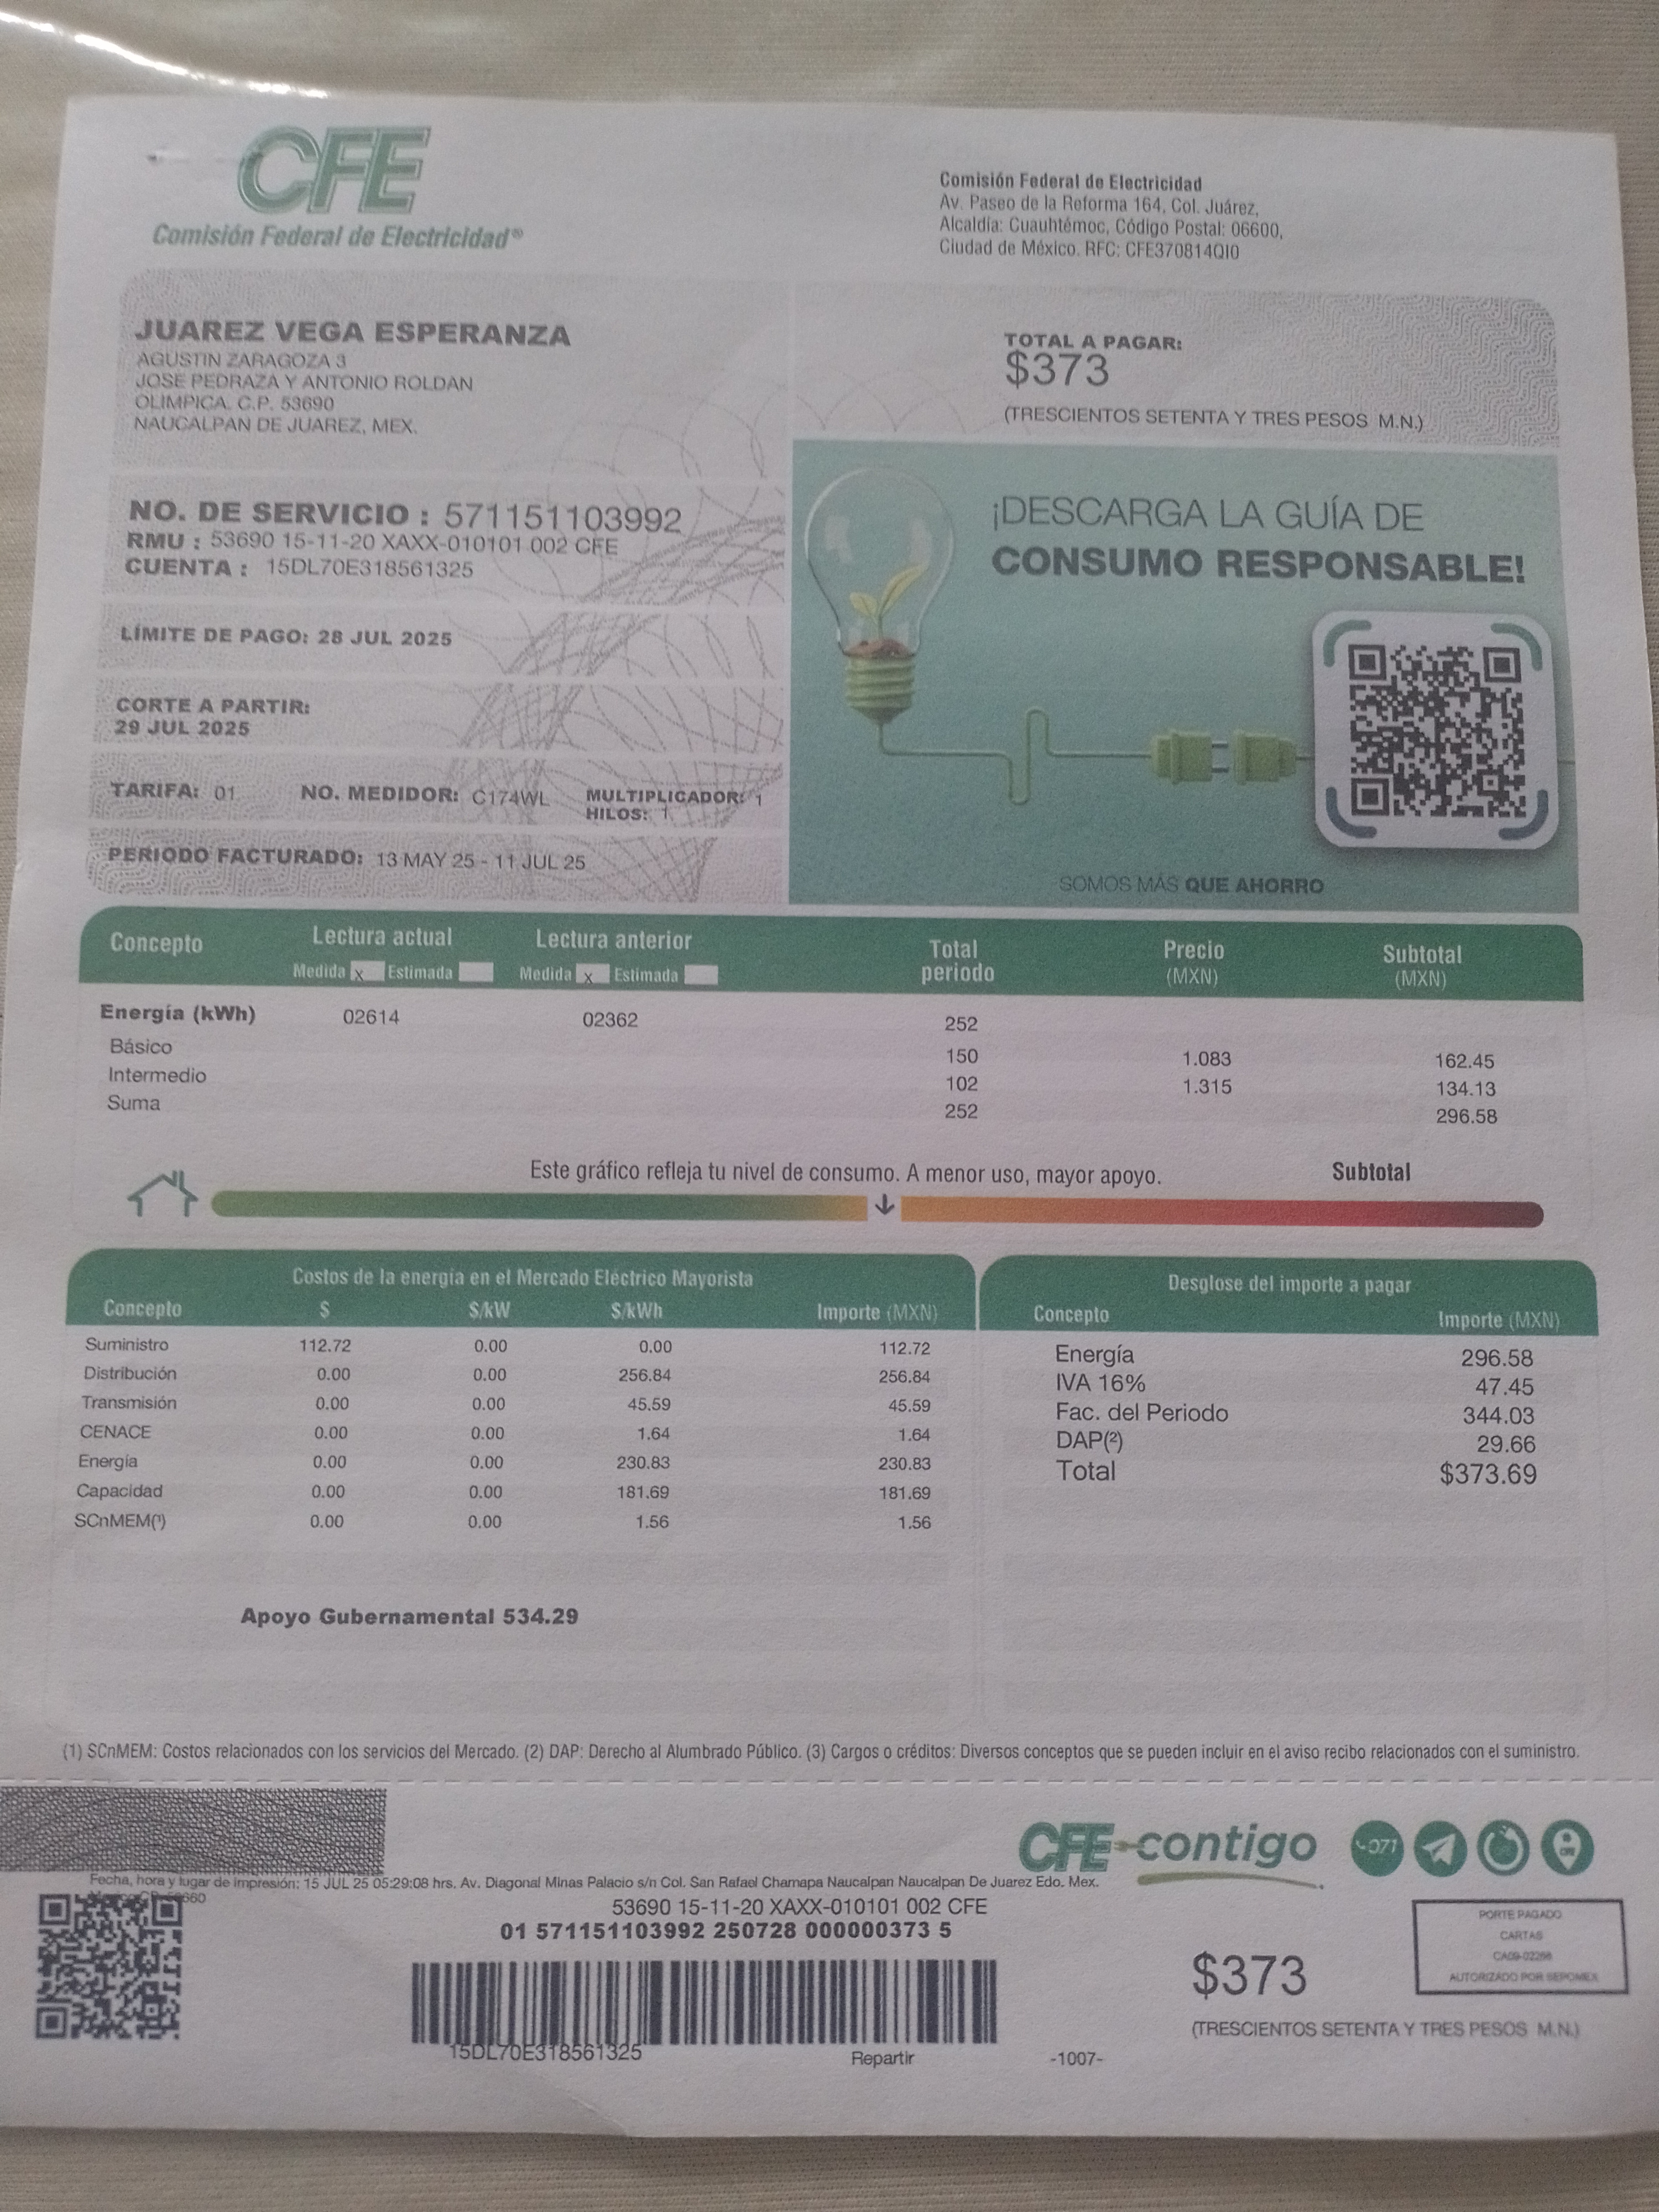 CFE
Comisión Federal de Electricidad®
Comisión Federal de Electricidad
Av. Paseo de la Reforma 164, Col. Juárez,
Alcaldía: Cuauhtémoc, Código Postal: 06600,
Ciudad de México. RFC: CFE370814QI0
JUAREZ VEGA ESPERANZA
AGUSTIN ZARAGOZA 3
JOSE PEDRAZA Y ANTONIO ROLDAN
OLIMPICA. C.P. 53690
NAUCALPAN DE JUAREZ, MEX.
TOTAL A PAGAR:
$373
(TRESCIENTOS SETENTA Y TRES PESOS M.N.)
NO. DE SERVICIO : 571151103992
RMU : 53690 15-11-20 XAXX-010101 002 CFE
CUENTA : 15DL70E318561325
LÍMITE DE PAGO: 28 JUL 2025
CORTE A PARTIR:
29 JUL 2025
TARIFA: 01 NO. MEDIDOR: C174WL MULTIPLICADOR: 1
HILOS: 1
PERIODO FACTURADO: 13 MAY 25 - 11 JUL 25
¡DESCARGA LA GUÍA DE
CONSUMO RESPONSABLE!
SOMOS MÁS QUE AHORRO
Concepto Lectura actual Lectura anterior Total periodo Precio (MXN) Subtotal (MXN)
Medida x Estimada Medida x Estimada
Energía (kWh) 02614 02362 252
Básico 150 1.083 162.45
Intermedio 102 1.315 134.13
Suma 252 296.58
Este gráfico refleja tu nivel de consumo. A menor uso, mayor apoyo. Subtotal
Costos de la energía en el Mercado Eléctrico Mayorista
Concepto $ $/kW $/kWh Importe (MXN)
Suministro 112.72 0.00 0.00 112.72
Distribución 0.00 0.00 256.84 256.84
Transmisión 0.00 0.00 45.59 45.59
CENACE 0.00 0.00 1.64 1.64
Energía 0.00 0.00 230.83 230.83
Capacidad 0.00 0.00 181.69 181.69
SCnMEM(¹) 0.00 0.00 1.56 1.56
Apoyo Gubernamental 534.29
Desglose del importe a pagar
Concepto Importe (MXN)
Energía 296.58
IVA 16% 47.45
Fac. del Periodo 344.03
DAP(²) 29.66
Total $373.69
(1) SCnMEM: Costos relacionados con los servicios del Mercado. (2) DAP: Derecho al Alumbrado Público. (3) Cargos o créditos: Diversos conceptos que se pueden incluir en el aviso recibo relacionados con el suministro.
CFE contigo
071
Fecha, hora y lugar de impresión: 15 JUL 25 05:29:08 hrs. Av. Diagonal Minas Palacio s/n Col. San Rafael Chamapa Naucalpan Naucalpan De Juarez Edo. Mex.
53690 15-11-20 XAXX-010101 002 CFE
01 571151103992 250728 000000373 5
15DL70E318561325
Repartir
-1007-
$373
(TRESCIENTOS SETENTA Y TRES PESOS M.N.)
PORTE PAGADO
CARTAS
AUTORIZADO POR SEPOMEX